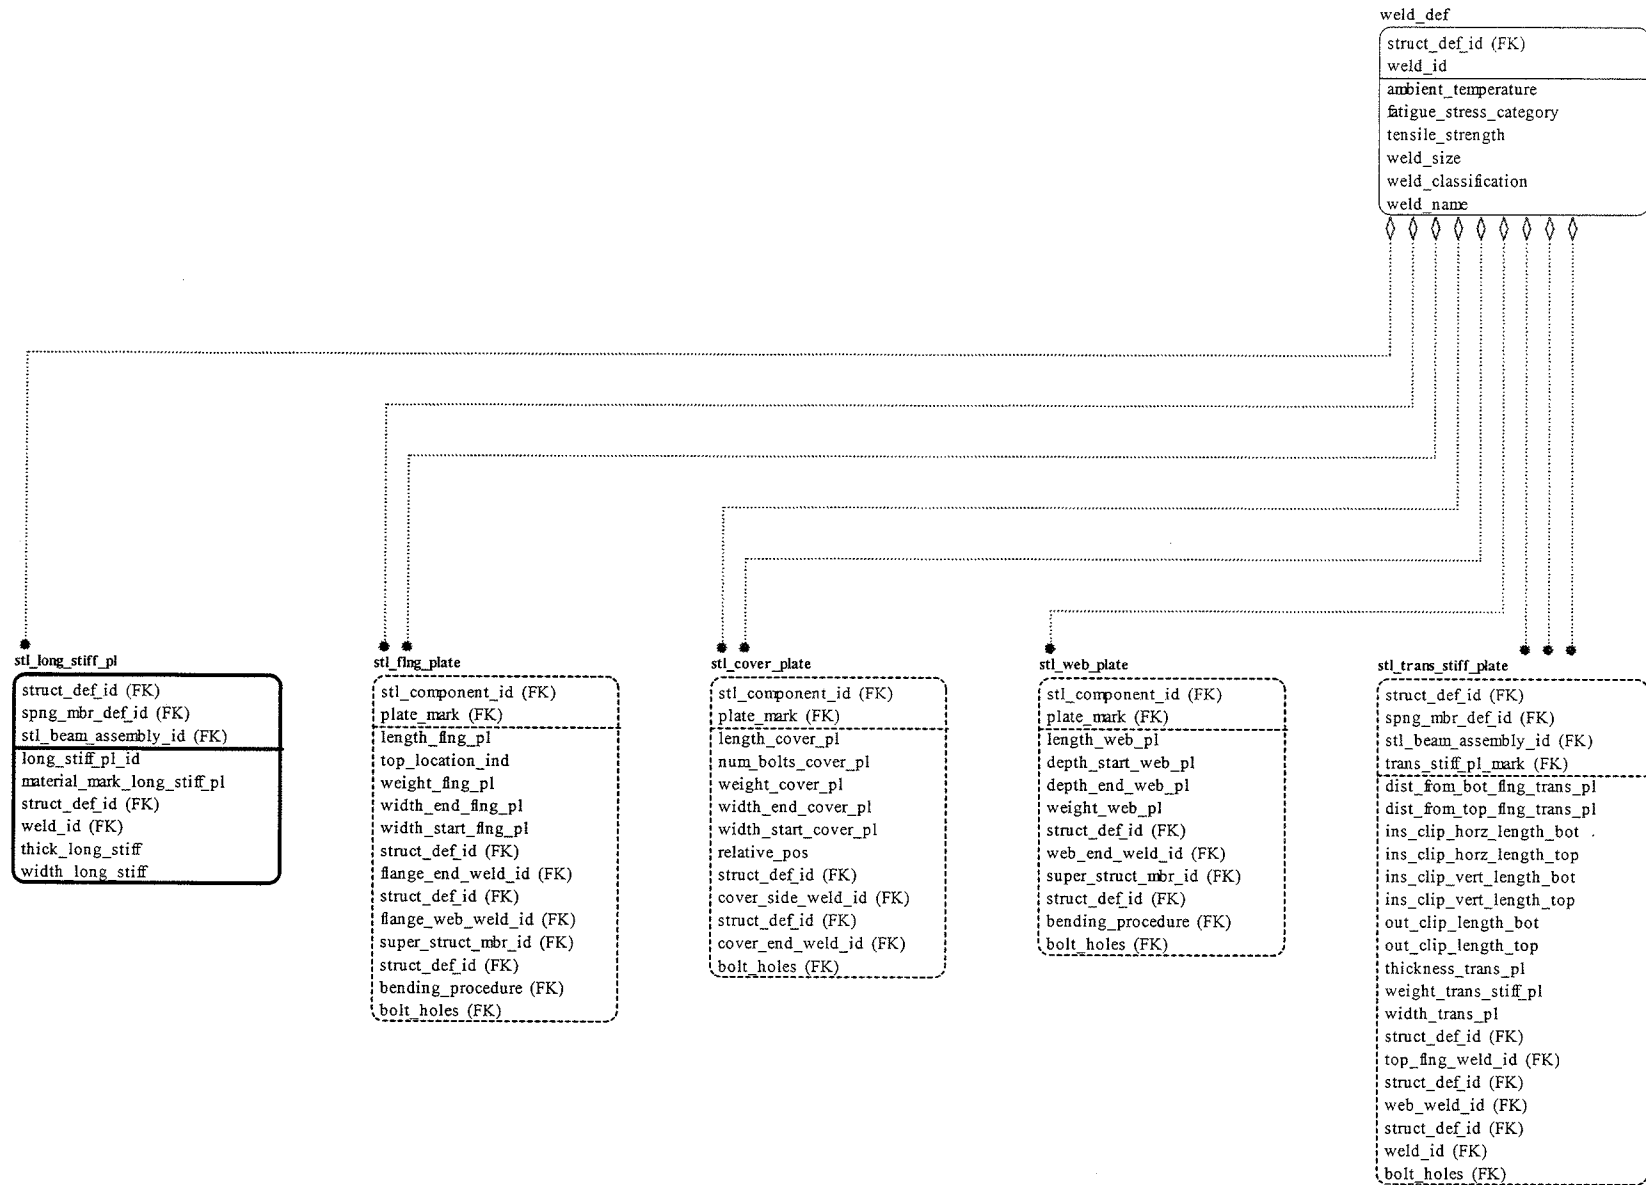 weld_def
struct_def_id (FK)
weld_id
ambient_temperature
fatigue_stress_category
tensile_strength
weld_size
weld_classification
weld_name
stl_long_stiff_pl
struct_def_id (FK)
spng_mbr_def_id (FK)
stl_beam_assembly_id (FK)
long_stiff_pl_id
material_mark_long_stiff_pl
struct_def_id (FK)
weld_id (FK)
thick_long_stiff
width_long_stiff
stl_flng_plate
stl_component_id (FK)
plate_mark (FK)
length_flng_pl
top_location_ind
weight_flng_pl
width_end_flng_pl
width_start_flng_pl
struct_def_id (FK)
flange_end_weld_id (FK)
struct_def_id (FK)
flange_web_weld_id (FK)
super_struct_mbr_id (FK)
struct_def_id (FK)
bending_procedure (FK)
bolt_holes (FK)
stl_cover_plate
stl_component_id (FK)
plate_mark (FK)
length_cover_pl
num_bolts_cover_pl
weight_cover_pl
width_end_cover_pl
width_start_cover_pl
relative_pos
struct_def_id (FK)
cover_side_weld_id (FK)
struct_def_id (FK)
cover_end_weld_id (FK)
bolt_holes (FK)
stl_web_plate
stl_component_id (FK)
plate_mark (FK)
length_web_pl
depth_start_web_pl
depth_end_web_pl
weight_web_pl
struct_def_id (FK)
web_end_weld_id (FK)
super_struct_mbr_id (FK)
struct_def_id (FK)
bending_procedure (FK)
bolt_holes (FK)
stl_trans_stiff_plate
struct_def_id (FK)
spng_mbr_def_id (FK)
stl_beam_assembly_id (FK)
trans_stiff_pl_mark (FK)
dist_from_bot_flng_trans_pl
dist_from_top_flng_trans_pl
ins_clip_horz_length_bot
ins_clip_horz_length_top
ins_clip_vert_length_bot
ins_clip_vert_length_top
out_clip_length_bot
out_clip_length_top
thickness_trans_pl
weight_trans_stiff_pl
width_trans_pl
struct_def_id (FK)
top_flng_weld_id (FK)
struct_def_id (FK)
web_weld_id (FK)
struct_def_id (FK)
weld_id (FK)
bolt_holes (FK)